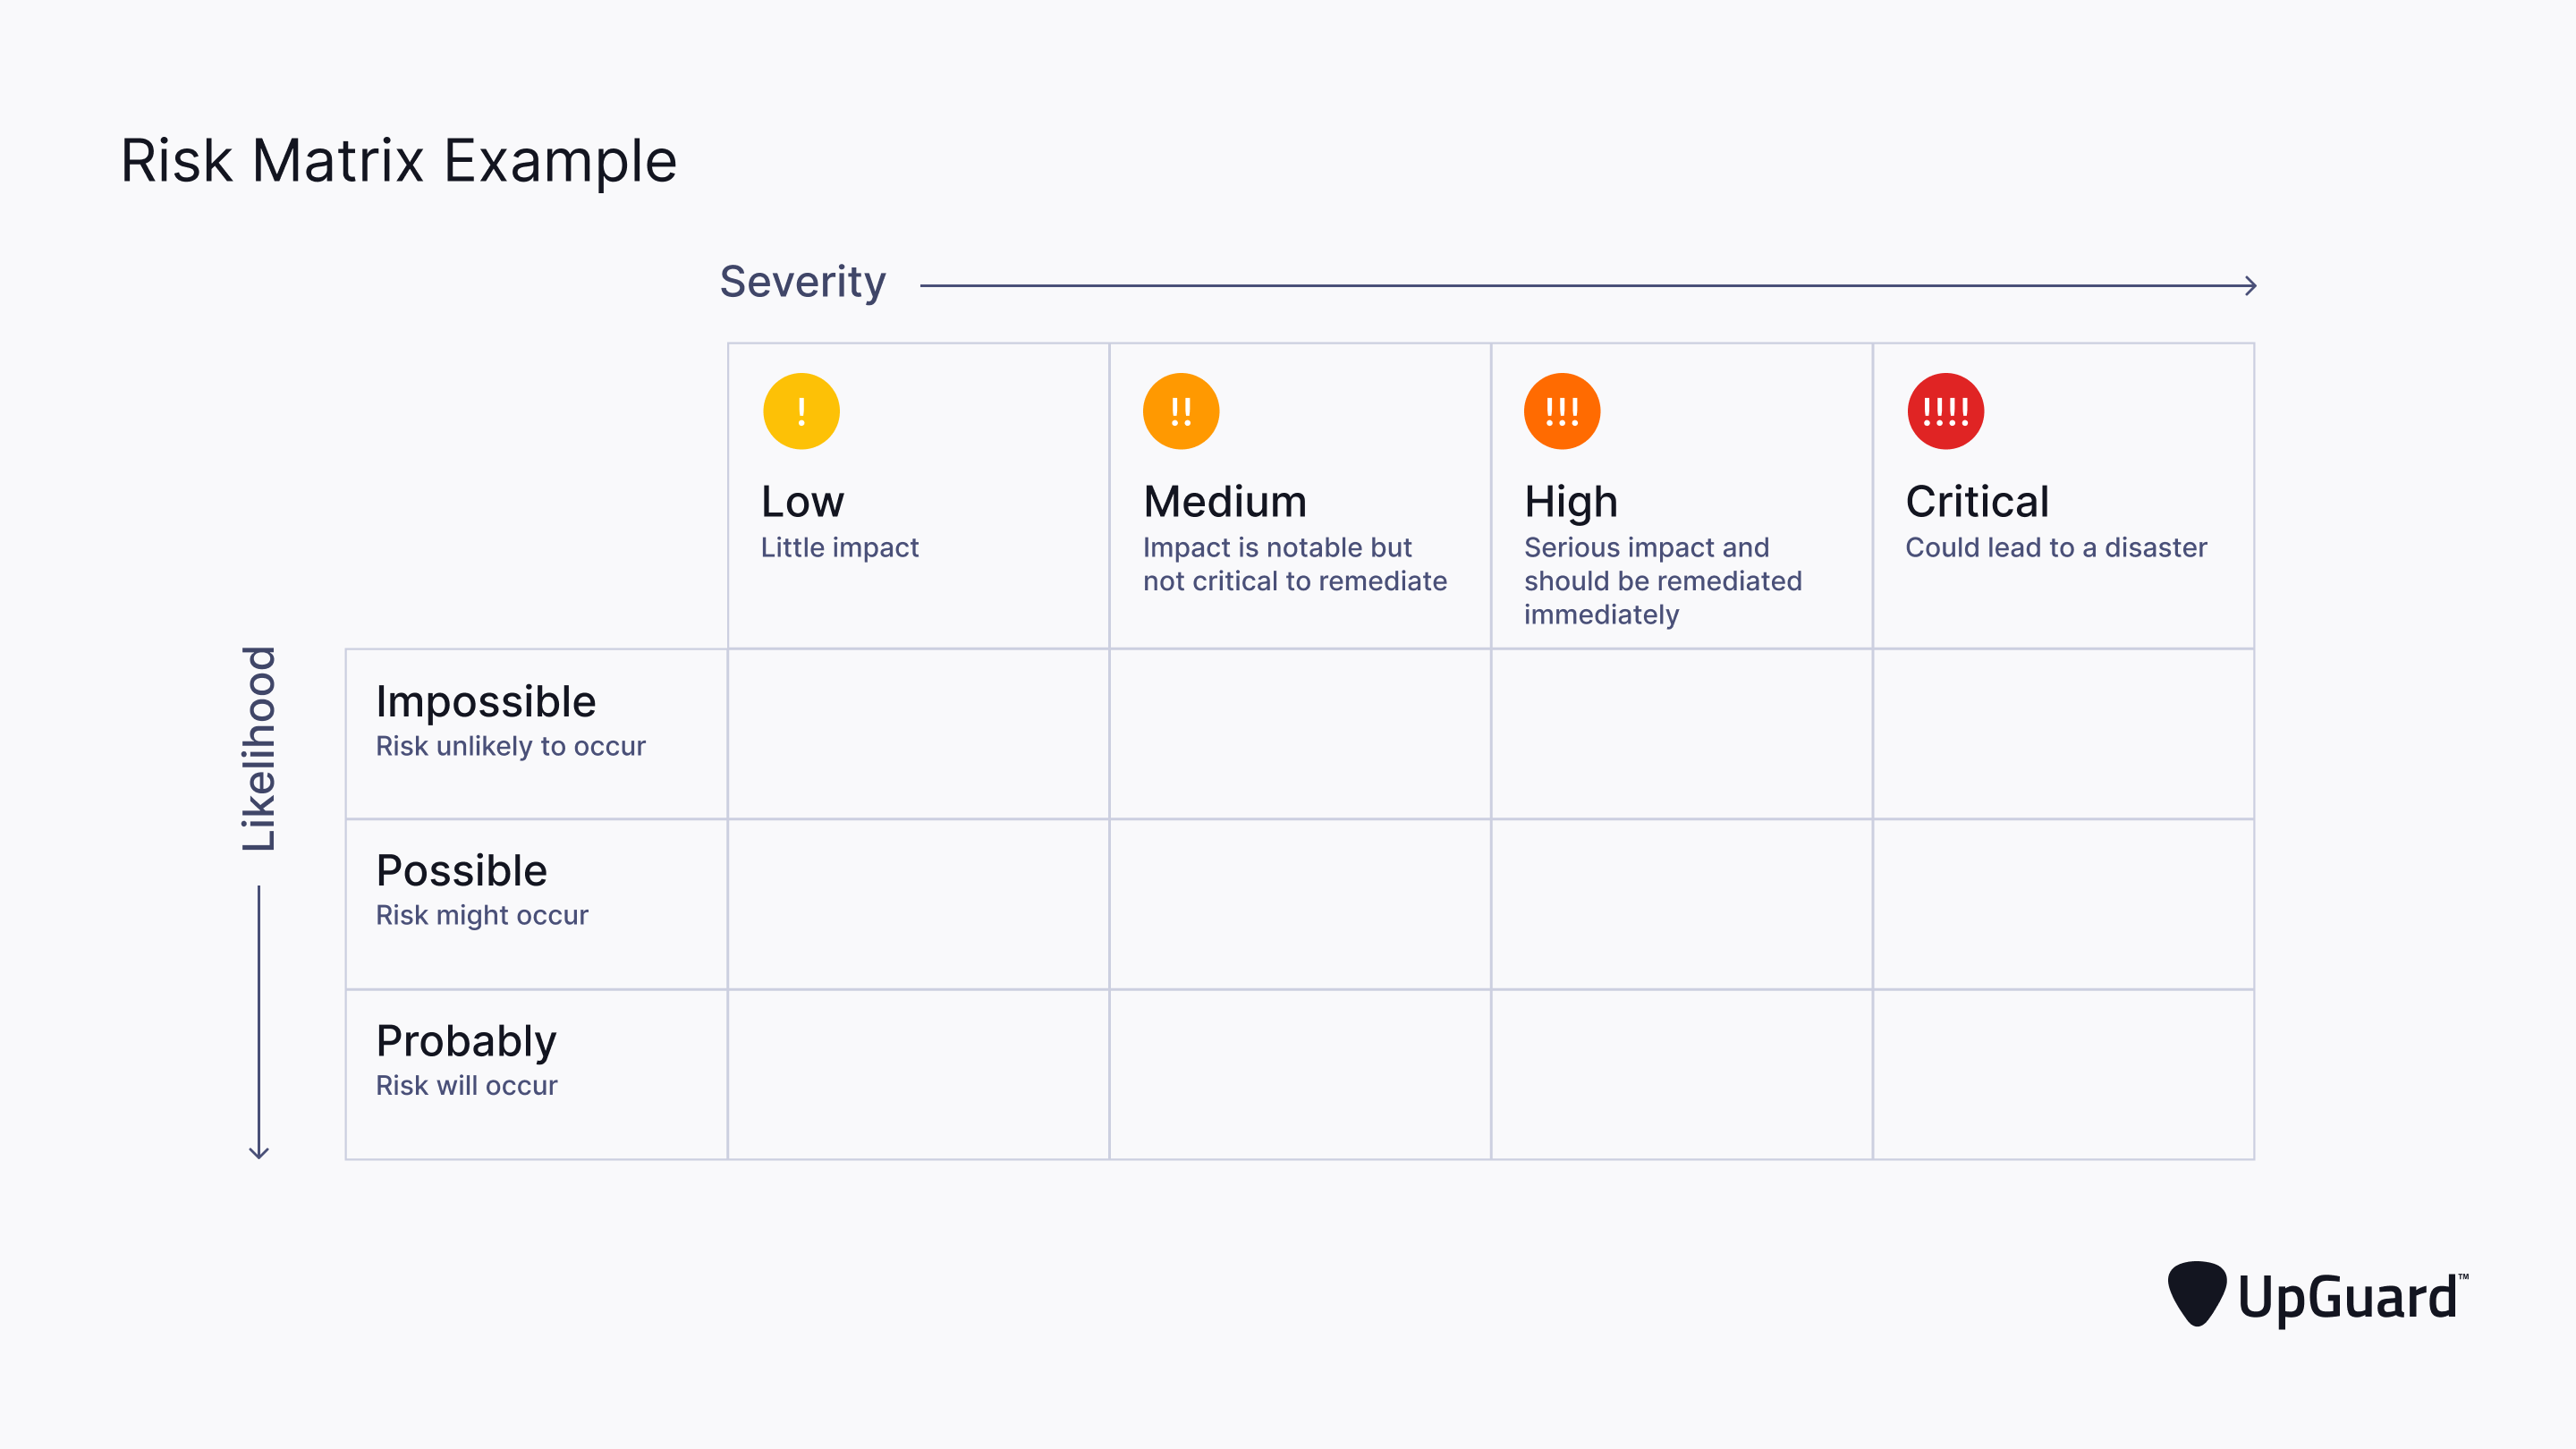 Risk Matrix Example
Severity
!
!!
!!!
!!!!
Low
Little impact
Medium
Impact is notable but
not critical to remediate
High
Serious impact and
should be remediated
immediately
Critical
Could lead to a disaster
Likelihood
Impossible
Risk unlikely to occur
Possible
Risk might occur
Probably
Risk will occur
UpGuard™